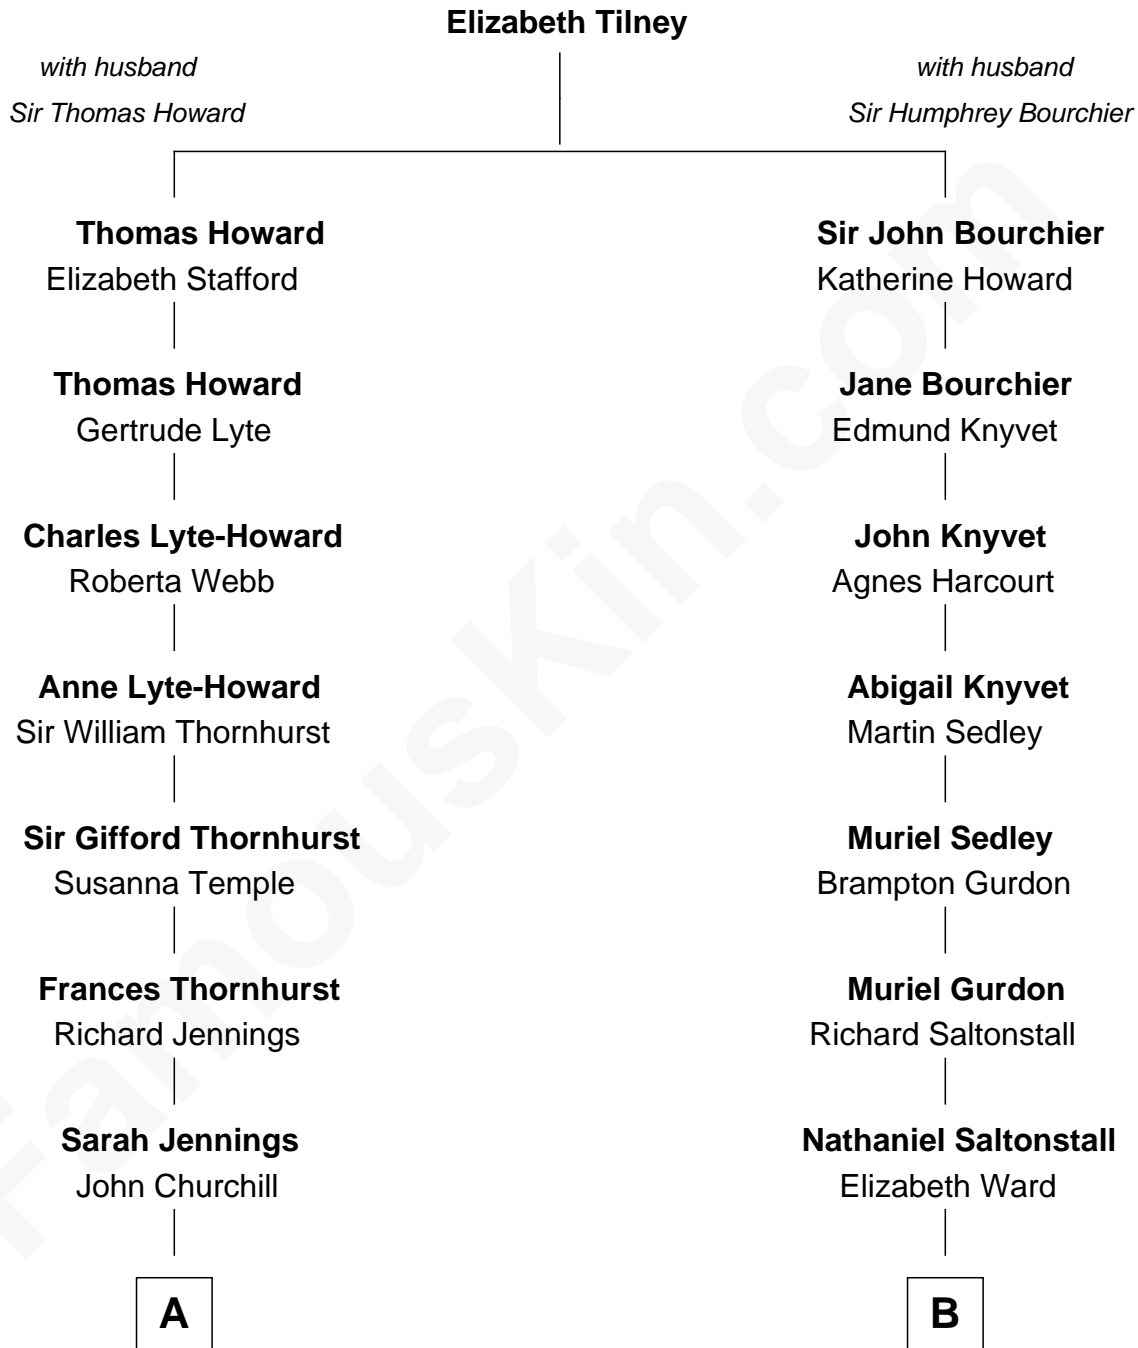 Elizabeth Tilney
with husband
Sir Thomas Howard
with husband
Sir Humphrey Bourchier
Thomas Howard
Elizabeth Stafford
Thomas Howard
Gertrude Lyte
Charles Lyte-Howard
Roberta Webb
Anne Lyte-Howard
Sir William Thornhurst
Sir Gifford Thornhurst
Susanna Temple
Frances Thornhurst
Richard Jennings
Sarah Jennings
John Churchill
A
Sir John Bourchier
Katherine Howard
Jane Bourchier
Edmund Knyvet
John Knyvet
Agnes Harcourt
Abigail Knyvet
Martin Sedley
Muriel Sedley
Brampton Gurdon
Muriel Gurdon
Richard Saltonstall
Nathaniel Saltonstall
Elizabeth Ward
B
FamousKin.com